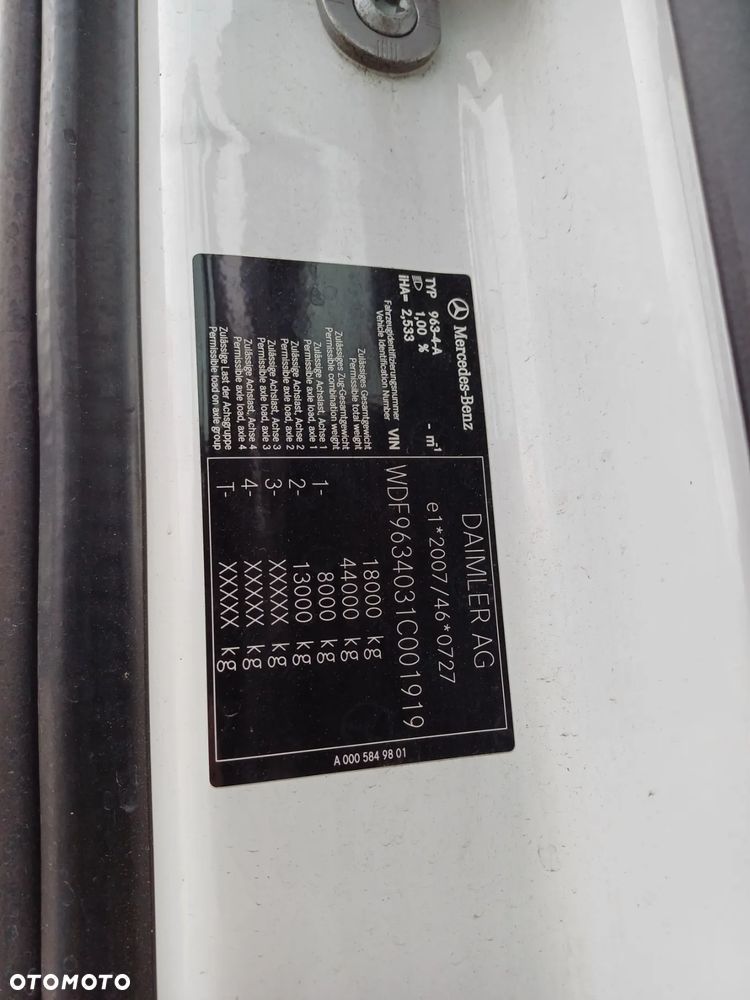 Mercedes-Benz
TYP 963-4-A - m¹
1,00 %
iHA= 2,533
Fahrzeugidentifizierungsnummer
Vehicle Identification Number VIN
DAIMLER AG
e1*2007/46*0727
WDF9634031C001919
Zulässiges Gesamtgewicht
Permissible total weight
18000 kg
Zulässiges Zug-Gesamtgewicht
Permissible combination weight
44000 kg
Zulässige Achslast, Achse 1
Permissible axle load, axle 1
1- 8000 kg
Zulässige Achslast, Achse 2
Permissible axle load, axle 2
2- 13000 kg
Zulässige Achslast, Achse 3
Permissible axle load, axle 3
3- XXXXX kg
Zulässige Achslast, Achse 4
Permissible axle load, axle 4
4- XXXXX kg
Zulässige Last der Achsgruppe
Permissible load on axle group
T- XXXXX kg
A 000 584 98 01
OTOMOTO